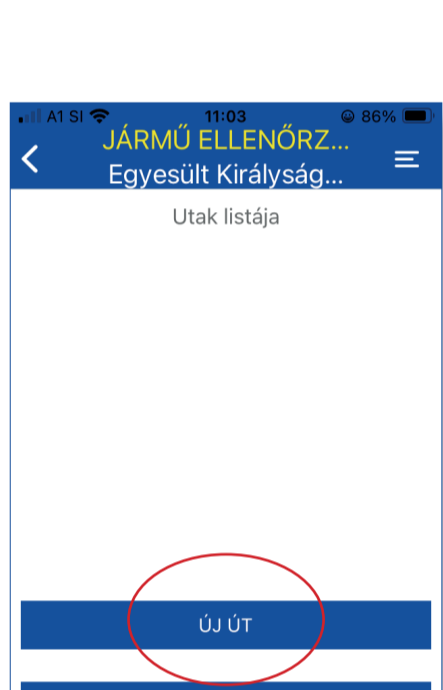 A1 SI 11:03 86%
JÁRMŰ ELLENŐRZ...
Egyesült Királyság...
Utak listája
ÚJ ÚT